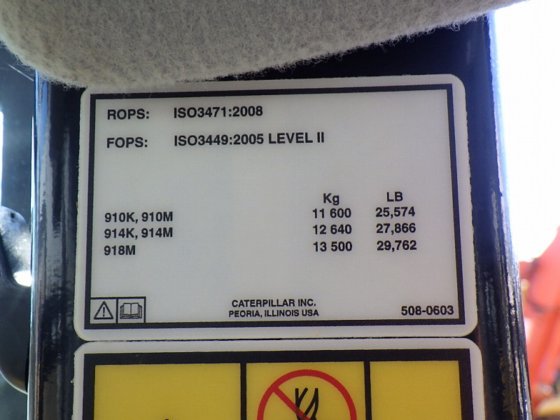 ROPS: ISO3471:2008
FOPS: ISO3449:2005 LEVEL II
Kg LB
910K, 910M 11 600 25,574
914K, 914M 12 640 27,866
918M 13 500 29,762
CATERPILLAR INC.
PEORIA, ILLINOIS USA
508-0603